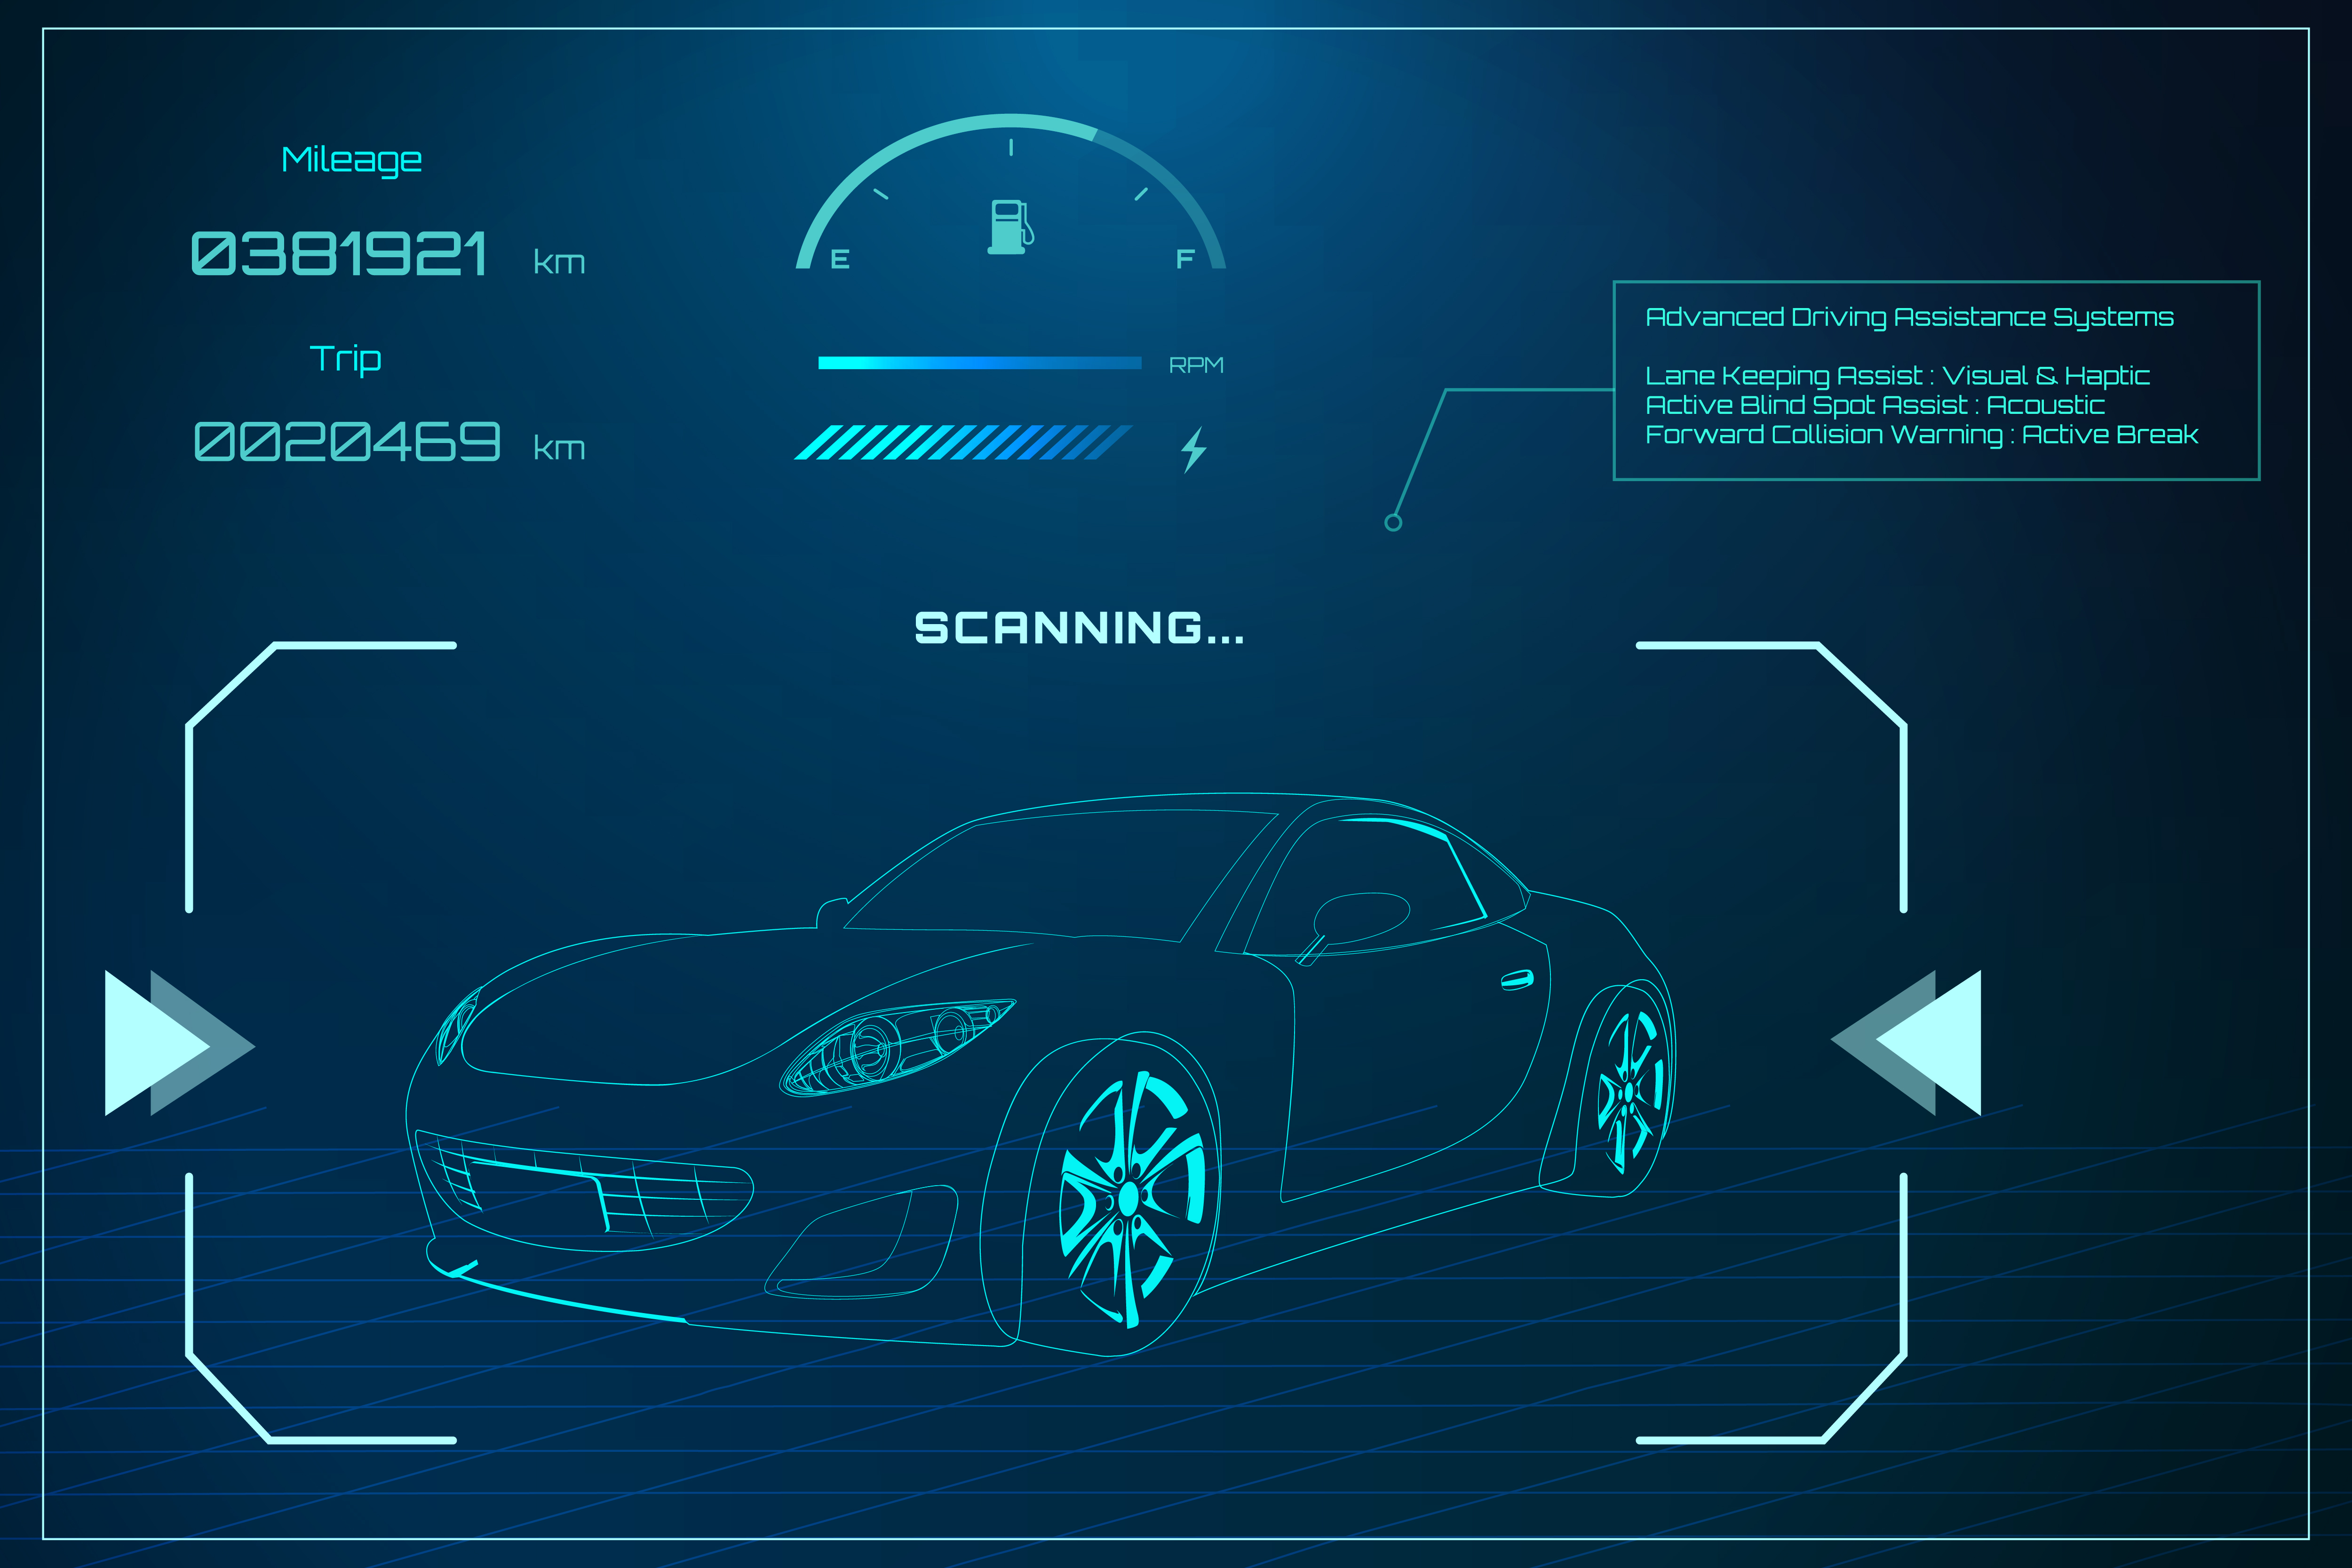 Mileage
0381921 km
Trip
0020469 km
E F
RPM
Advanced Driving Assistance Systems
Lane Keeping Assist : Visual & Haptic
Active Blind Spot Assist : Acoustic
Forward Collision Warning : Active Break
SCANNING...